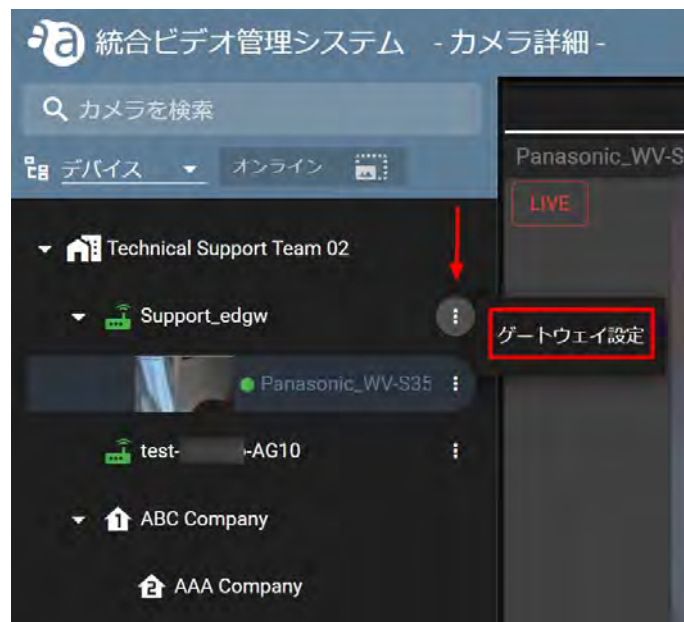 統合ビデオ管理システム - カメラ詳細 -
カメラを検索
デバイス オンライン
Panasonic_WV-S
LIVE
Technical Support Team 02
Support_edgw
ゲートウェイ設定
Panasonic_WV-S35
test- -AG10
1 ABC Company
2 AAA Company